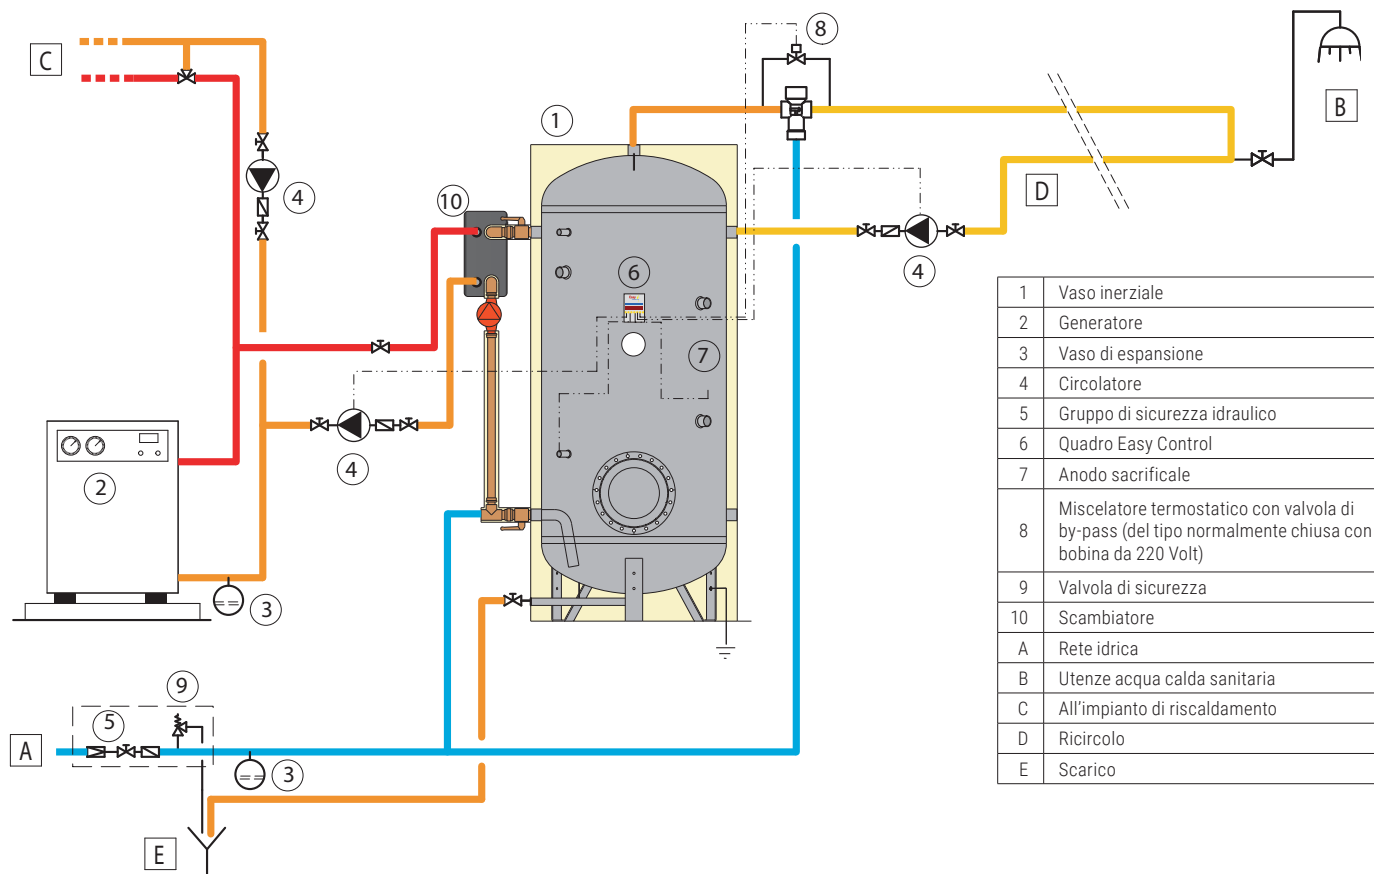 C
8
B
1
4
10
D
6
4
7
2
4
3
9
5
A
3
E
1 Vaso inerziale
2 Generatore
3 Vaso di espansione
4 Circolatore
5 Gruppo di sicurezza idraulico
6 Quadro Easy Control
7 Anodo sacrificale
8 Miscelatore termostatico con valvola di
by-pass (del tipo normalmente chiusa con
bobina da 220 Volt)
9 Valvola di sicurezza
10 Scambiatore
A Rete idrica
B Utenze acqua calda sanitaria
C All'impianto di riscaldamento
D Ricircolo
E Scarico